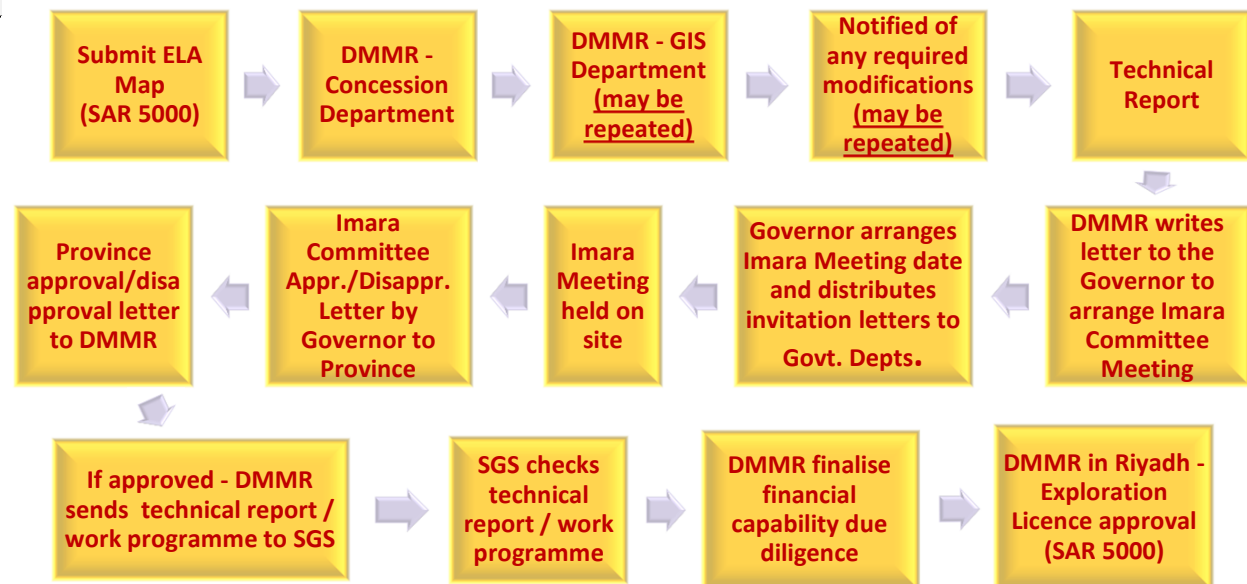 Submit ELA
Map
(SAR 5000)
DMMR -
Concession
Department
DMMR - GIS
Department
(may be
repeated)
Notified of
any required
modifications
(may be
repeated)
Technical
Report
DMMR writes
letter to the
Governor to
arrange Imara
Committee
Meeting
Governor arranges
Imara Meeting date
and distributes
invitation letters to
Govt. Depts.
Imara
Meeting
held on
site
Imara
Committee
Appr./Disappr.
Letter by
Governor to
Province
Province
approval/disa
pproval letter
to DMMR
If approved - DMMR
sends technical report /
work programme to SGS
SGS checks
technical
report / work
programme
DMMR finalise
financial
capability due
diligence
DMMR in Riyadh -
Exploration
Licence approval
(SAR 5000)